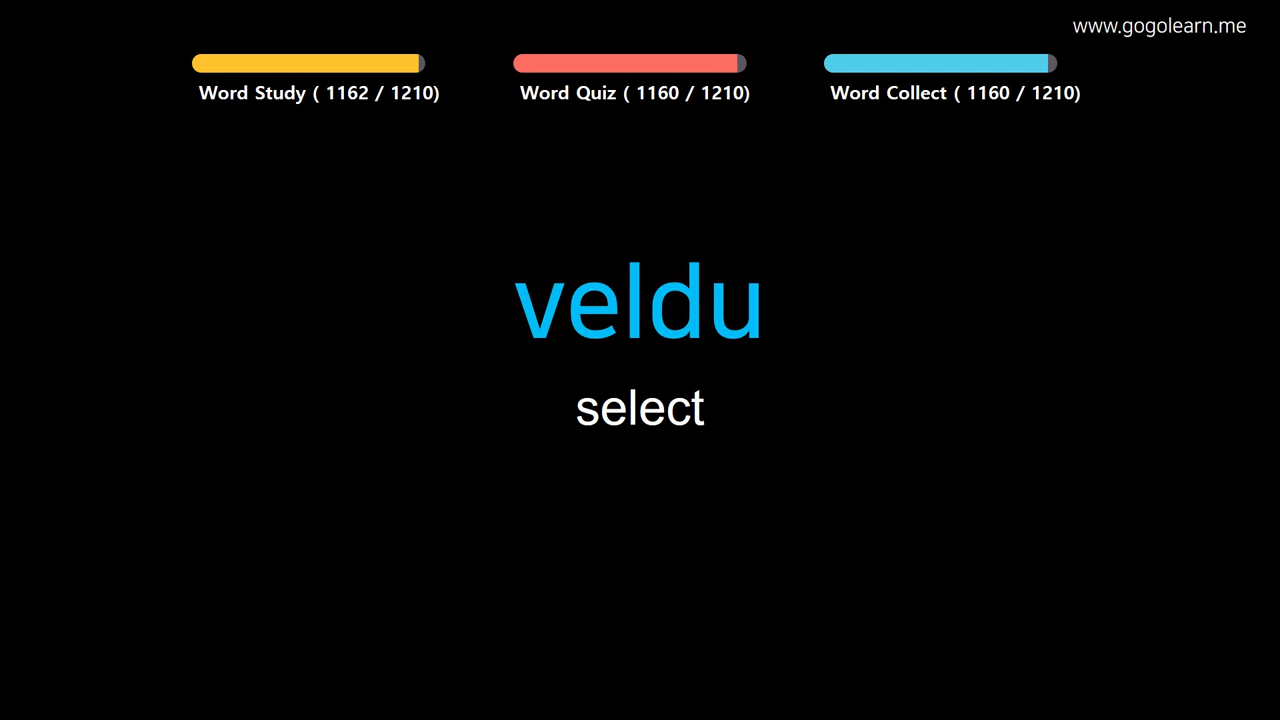 www.gogolearn.me
Word Study ( 1162 / 1210)
Word Quiz ( 1160 / 1210)
Word Collect ( 1160 / 1210)
veldu
select